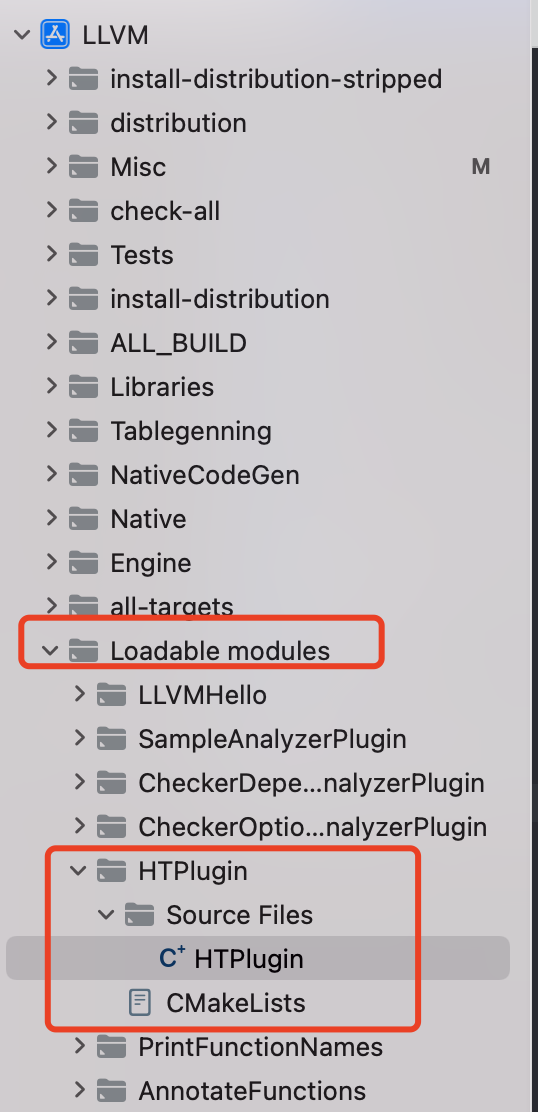 LLVM
install-distribution-stripped
distribution
Misc M
check-all
Tests
install-distribution
ALL_BUILD
Libraries
Tablegenning
NativeCodeGen
Native
Engine
all-targets
Loadable modules
LLVMHello
SampleAnalyzerPlugin
CheckerDepe...nalyzerPlugin
CheckerOptio...nalyzerPlugin
HTPlugin
Source Files
C+ HTPlugin
CMakeLists
PrintFunctionNames
AnnotateFunctions